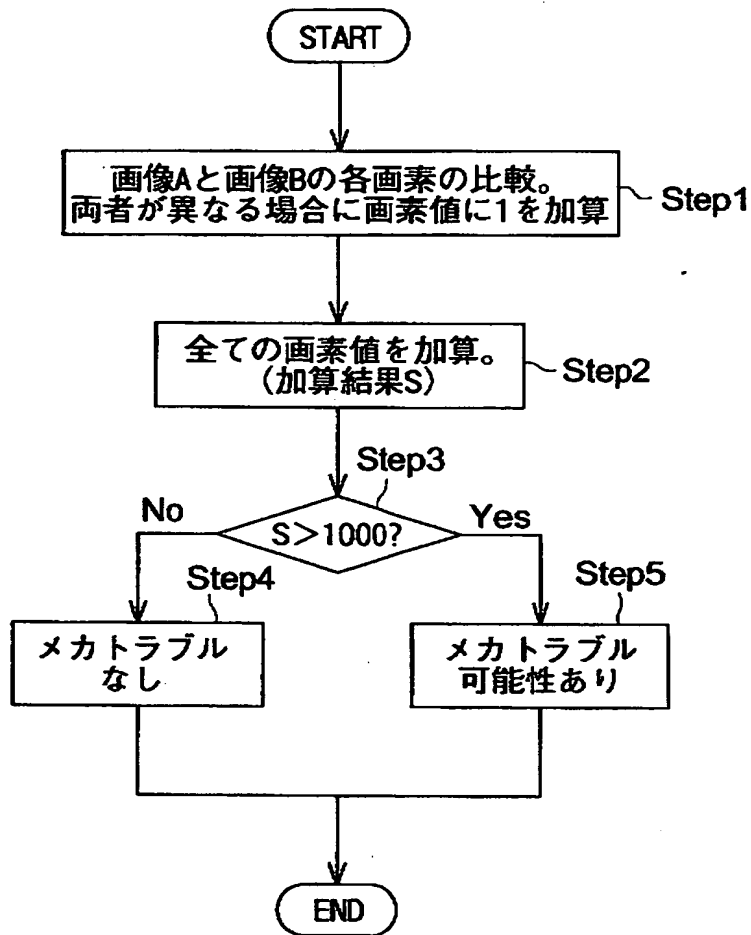 START
画像Aと画像Bの各画素の比較。
両者が異なる場合に画素値に1を加算
Step1
全ての画素値を加算。
(加算結果S)
Step2
Step3
S>1000?
No
Yes
Step4
メカトラブル
なし
Step5
メカトラブル
可能性あり
END